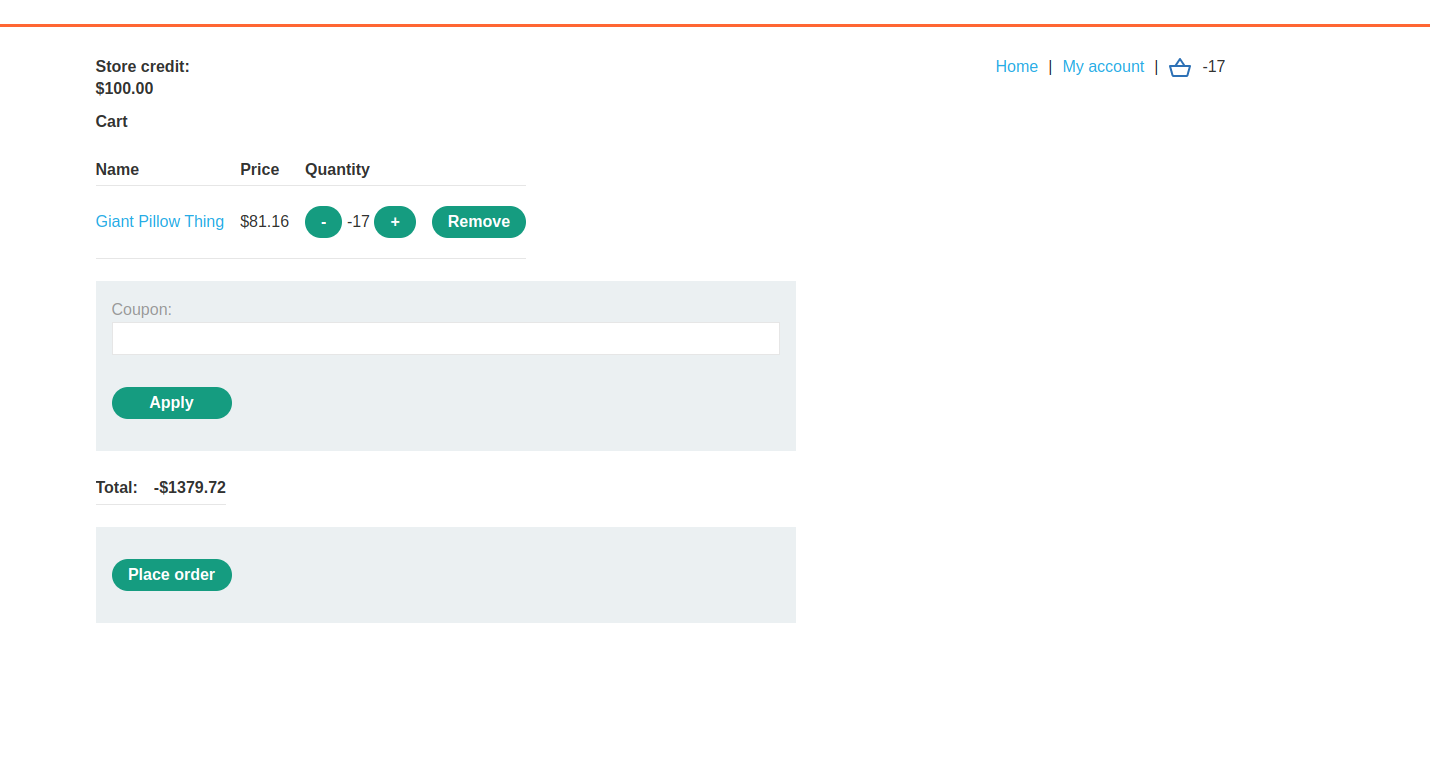 Store credit:
$100.00
Home | My account | -17
Cart
Name Price Quantity
Giant Pillow Thing $81.16 - -17 + Remove
Coupon:
Apply
Total: -$1379.72
Place order